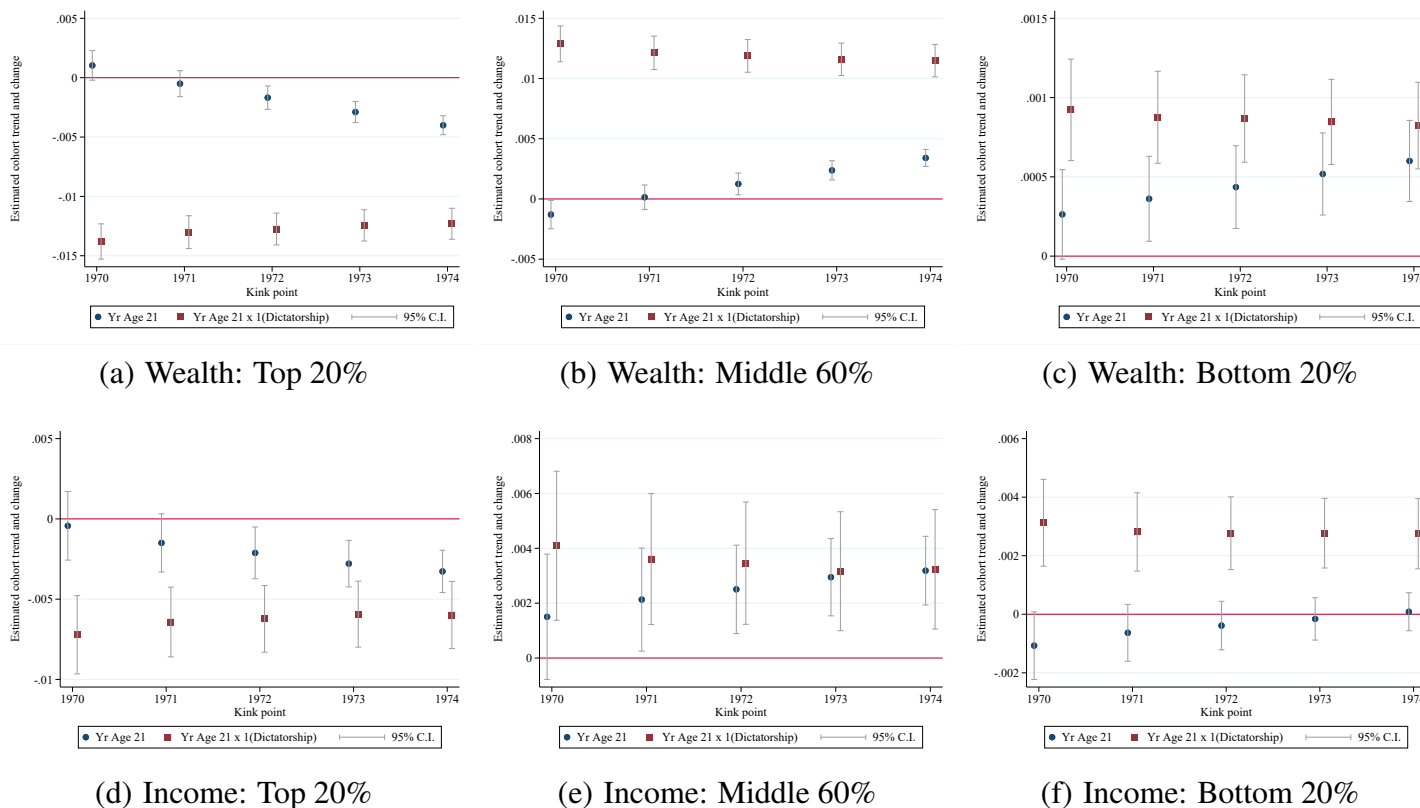 .005
0
-.005
-.01
-.015
Estimated cohort trend and change
1970 1971 1972 1973 1974
Kink point
Yr Age 21 Yr Age 21 x 1(Dictatorship) 95% C.I.
(a) Wealth: Top 20%
.015
.01
.005
0
-.005
Estimated cohort trend and change
1970 1971 1972 1973 1974
Kink point
Yr Age 21 Yr Age 21 x 1(Dictatorship) 95% C.I.
(b) Wealth: Middle 60%
.0015
.001
.0005
0
Estimated cohort trend and change
1970 1971 1972 1973 197
Kink point
Yr Age 21 Yr Age 21 x 1(Dictatorship) 95% C.I.
(c) Wealth: Bottom 20%
.005
0
-.005
-.01
Estimated cohort trend and change
1970 1971 1972 1973 1974
Kink point
Yr Age 21 Yr Age 21 x 1(Dictatorship) 95% C.I.
(d) Income: Top 20%
.008
.006
.004
.002
0
Estimated cohort trend and change
1970 1971 1972 1973 1974
Kink point
Yr Age 21 Yr Age 21 x 1(Dictatorship) 95% C.I.
(e) Income: Middle 60%
.006
.004
.002
0
-.002
Estimated cohort trend and change
1970 1971 1972 1973 197
Kink point
Yr Age 21 Yr Age 21 x 1(Dictatorship) 95% C.I.
(f) Income: Bottom 20%